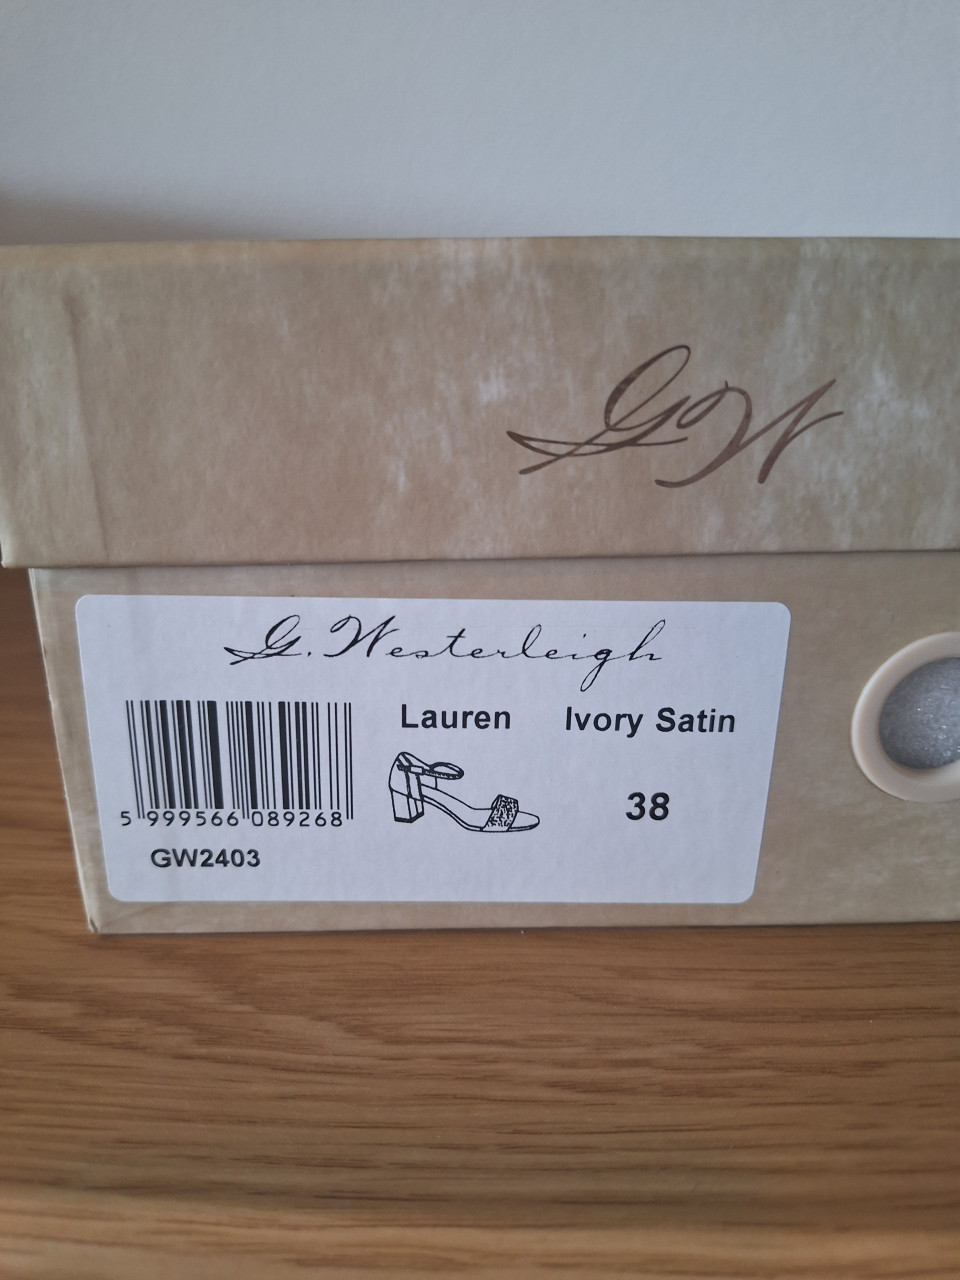 GW
G. Westerleigh
Lauren Ivory Satin
38
5 999566 089268
GW2403